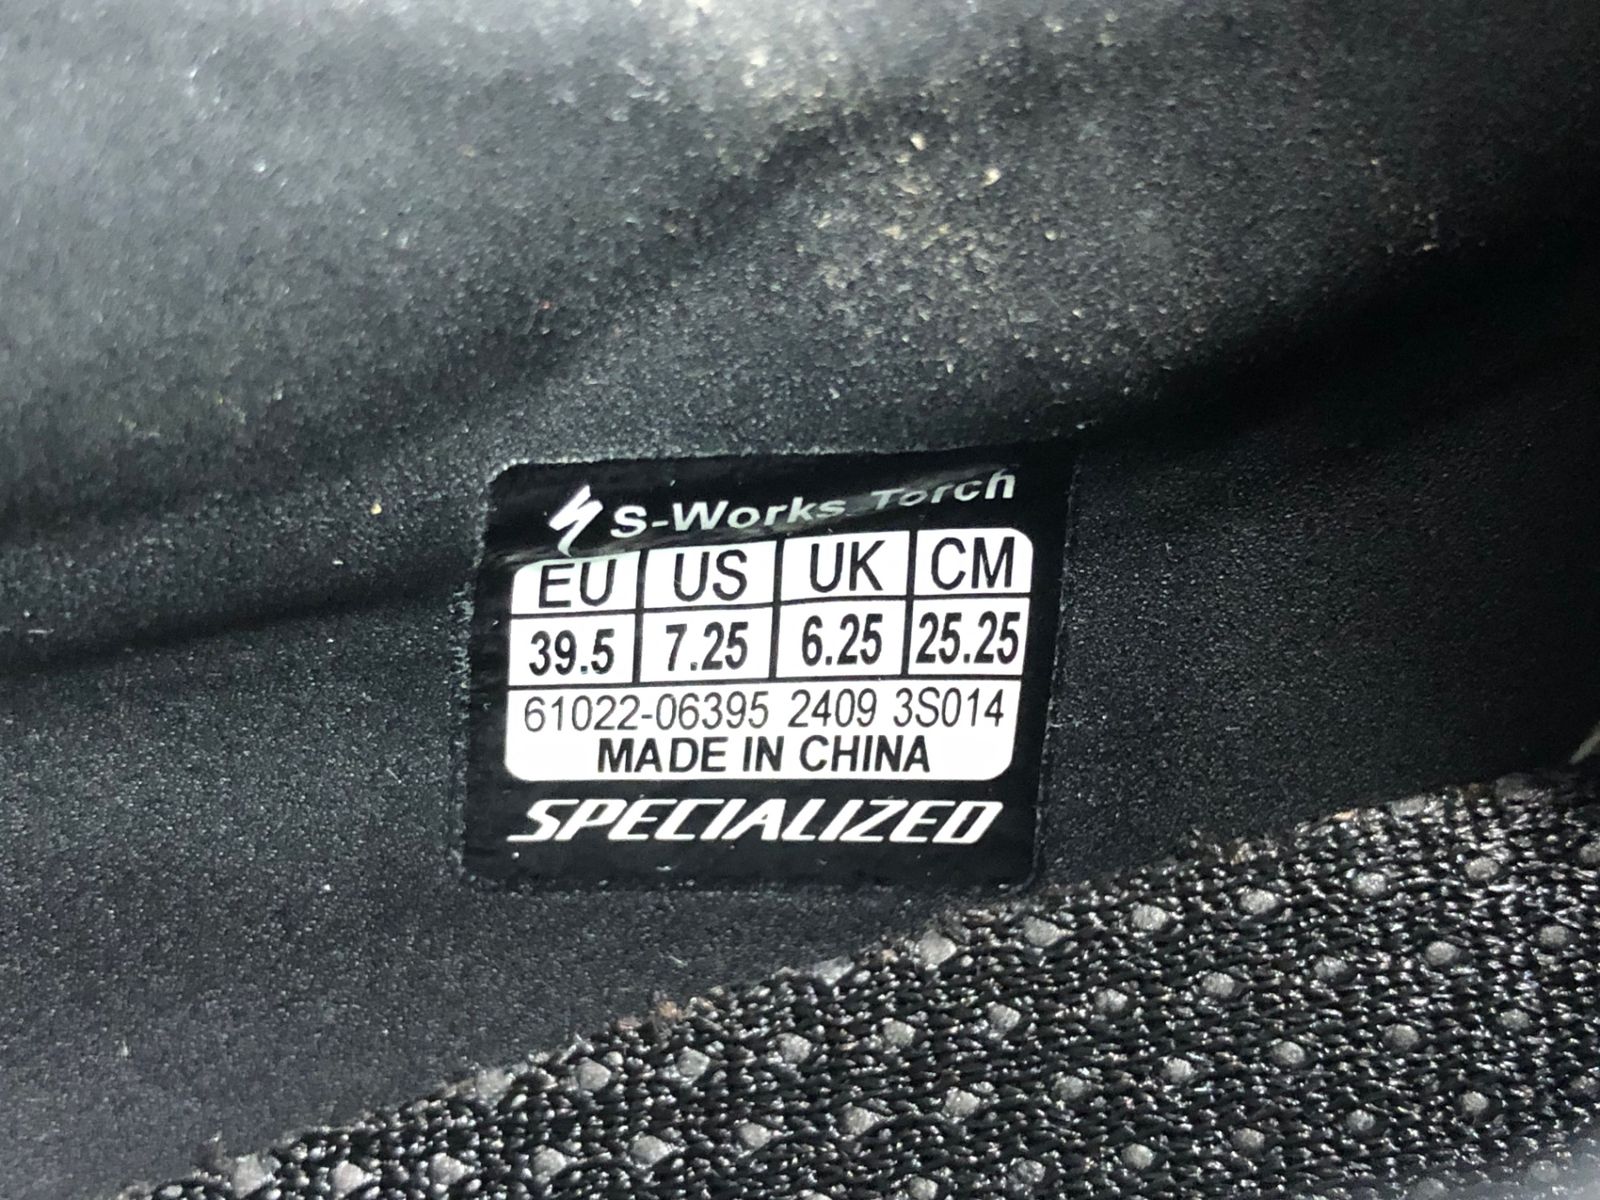 S-Works Torch
EU US UK CM
39.5 7.25 6.25 25.25
61022-06395 2409 3S014
MADE IN CHINA
SPECIALIZED